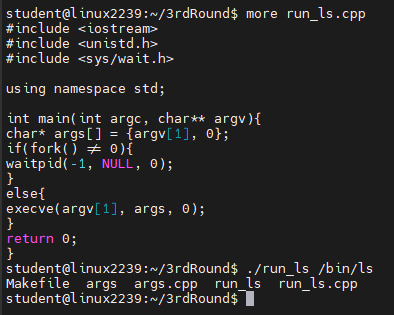 student@linux2239:~/3rdRound$ more run_ls.cpp
#include <iostream>
#include <unistd.h>
#include <sys/wait.h>

using namespace std;

int main(int argc, char** argv){
char* args[] = {argv[1], 0};
if(fork() ≠ 0){
waitpid(-1, NULL, 0);
}
else{
execve(argv[1], args, 0);
}
return 0;
}
student@linux2239:~/3rdRound$ ./run_ls /bin/ls
Makefile  args  args.cpp  run_ls  run_ls.cpp
student@linux2239:~/3rdRound$